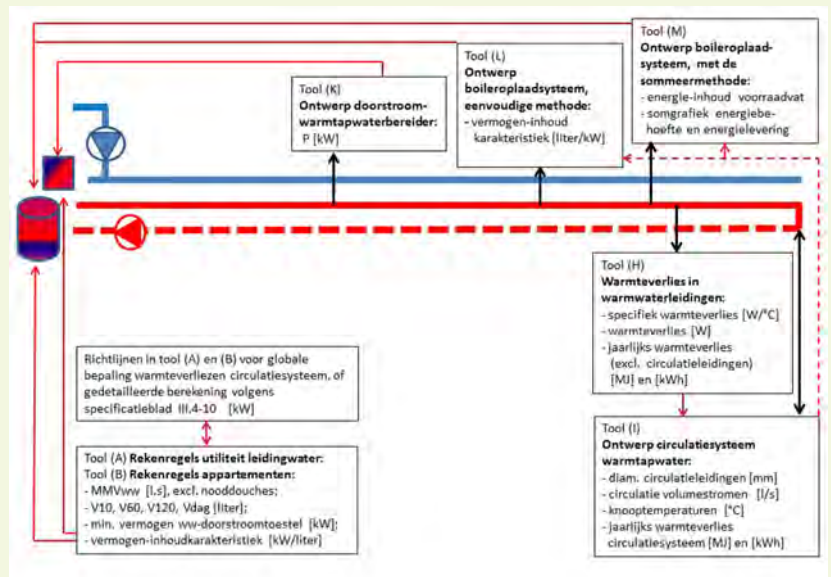 Tool (M)
Ontwerp boileroplaad-
systeem, met de
sommeermethode:
- energie-inhoud voorraadvat
- somgrafiek energiebe-
hoefte en energielevering
Tool (L)
Ontwerp
boileroplaadsysteem,
eenvoudige methode:
- vermogen-inhoud
karakteristiek [liter/kW]
Tool (K)
Ontwerp doorstroom-
warmtapwaterbereider:
P [kW]
Tool (H)
Warmteverlies in
warmwaterleidingen:
- specifiek warmteverlies [W/°C]
- warmteverlies [W]
- jaarlijks warmteverlies
(excl. circulatieleidingen)
[MJ] en [kWh]
Richtlijnen in tool (A) en (B) voor globale
bepaling warmteverliezen circulatiesysteem, of
gedetailleerde berekening volgens
specificatieblad III.4-10 [kW]
Tool (A) Rekenregels utiliteit leidingwater:
Tool (B) Rekenregels appartementen:
- MMVww [l.s], excl. nooddouches;
- V10, V60, V120, Vdag [liter];
- min. vermogen ww-doorstroomtoestel [kW];
- vermogen-inhoudkarakteristiek [kW/liter]
Tool (I)
Ontwerp circulatiesysteem
warmtapwater:
- diam. circulatieleidingen [mm]
- circulatie volumestromen [l/s]
- knooptemperaturen [°C]
- jaarlijks warmteverlies
circulatiesysteem [MJ] en [kWh]